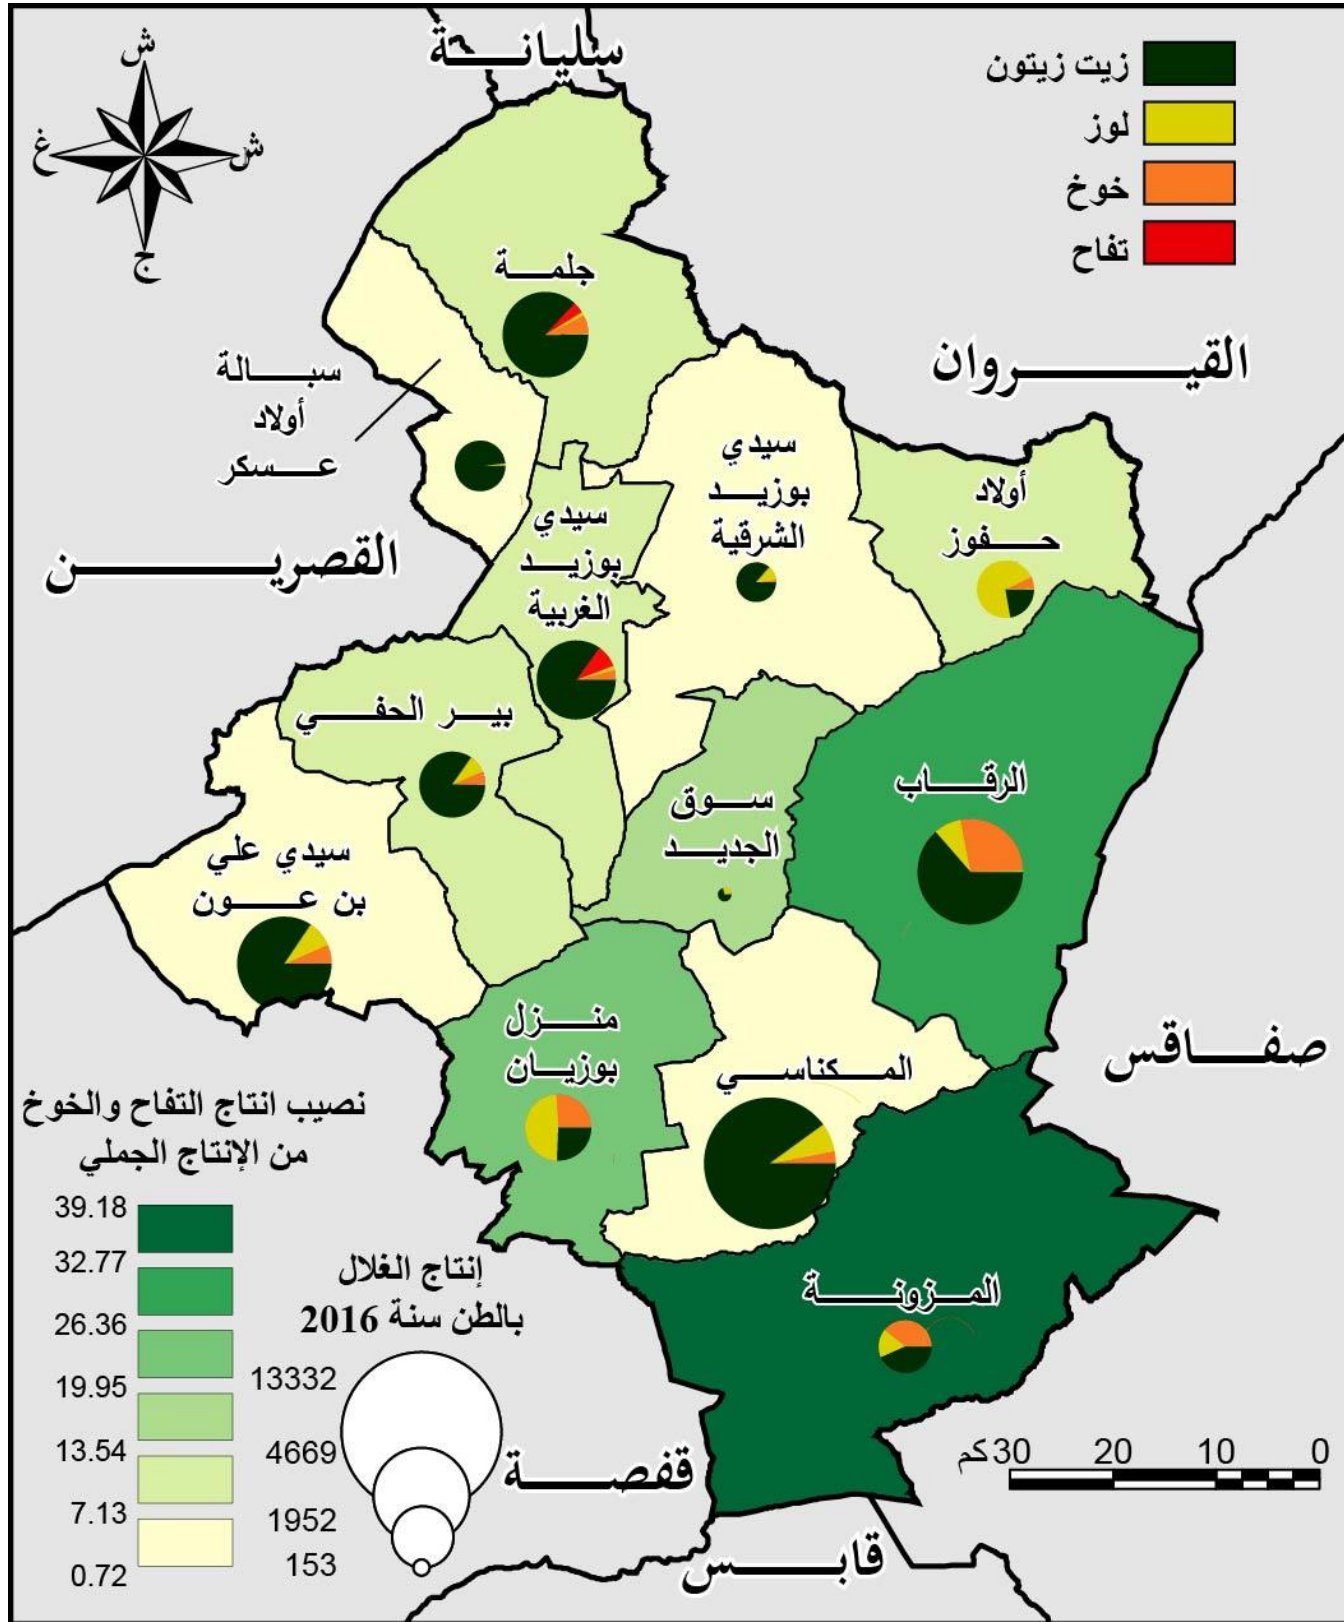 سليانة
ش
غ
ش
ج
زيت زيتون
لوز
خوخ
تفاح
جلمة
القيروان
سبالة
أولاد
عسكر
سيدي
بوزيد
الشرقية
أولاد
حفوز
سيدي
بوزيد
الغربية
القصرين
بير الحفي
الرقاب
سوق
الجديد
سيدي علي
بن عون
منزل
بوزيان
المكناسي
صفاقس
نصيب انتاج التفاح والخوخ
من الإنتاج الجملي
39.18
32.77
26.36
19.95
13.54
7.13
0.72
إنتاج الغلال
بالطن سنة 2016
13332
4669
1952
153
المزونة
قفصة
قابس
0 10 20 30 كم